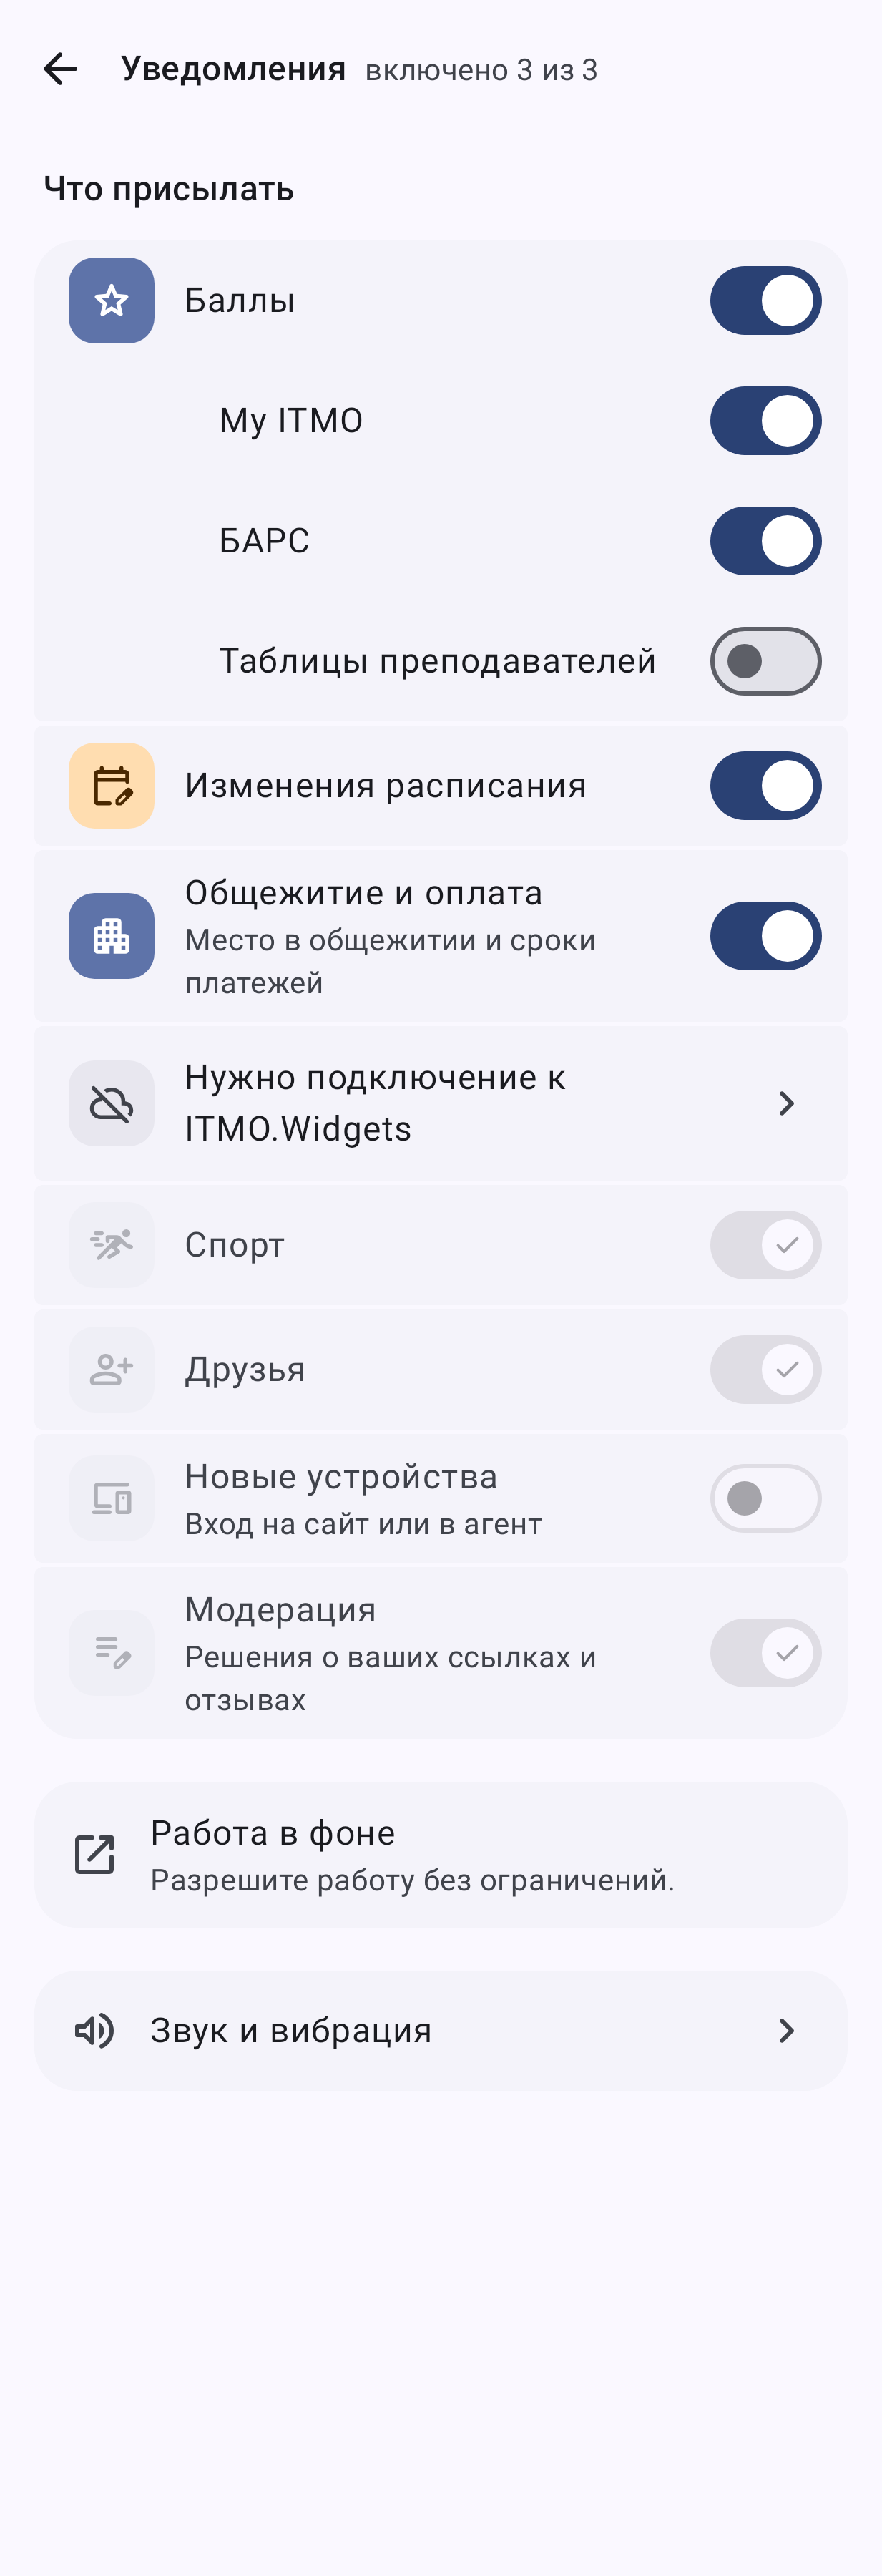 Уведомления включено 3 из 3
Что присылать
Баллы
My ITMO
БАРС
Таблицы преподавателей
Изменения расписания
Общежитие и оплата
Место в общежитии и сроки
платежей
Нужно подключение к
ITMO.Widgets
Спорт
Друзья
Новые устройства
Вход на сайт или в агент
Модерация
Решения о ваших ссылках и
отзывах
Работа в фоне
Разрешите работу без ограничений.
Звук и вибрация